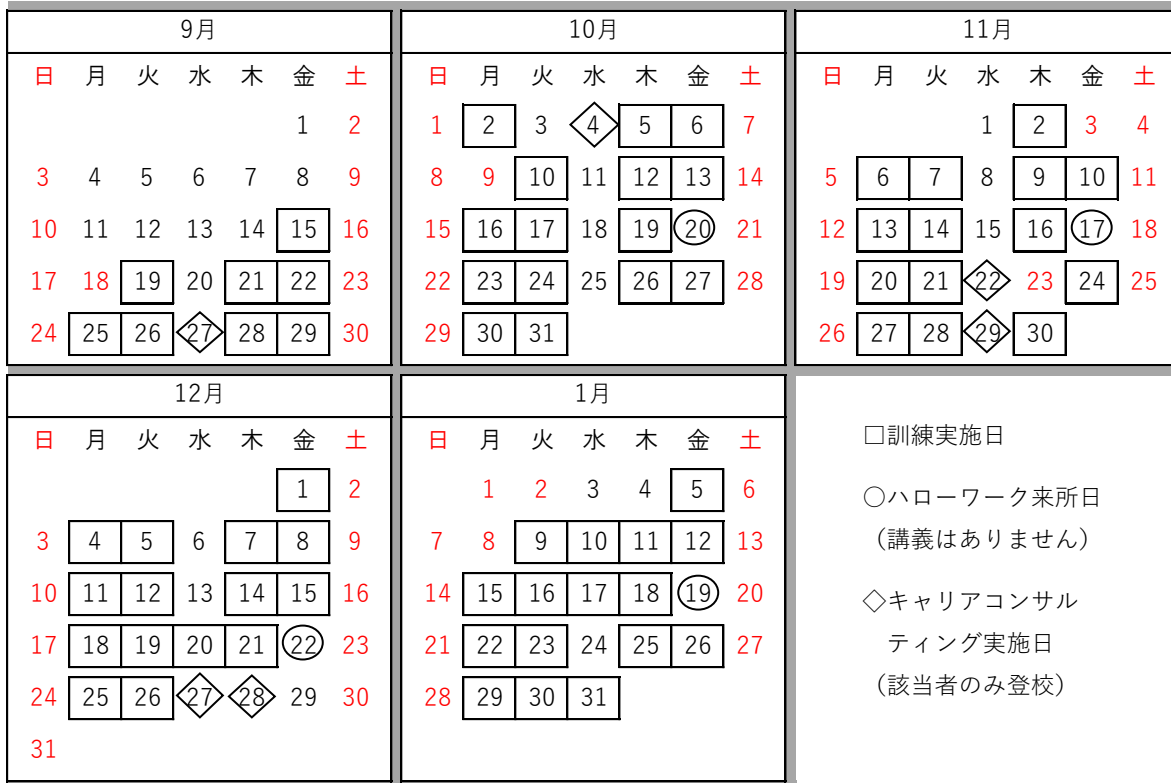 9月
日 月 火 水 木 金 土
1 2
3 4 5 6 7 8 9
10 11 12 13 14 15 16
17 18 19 20 21 22 23
24 25 26 27 28 29 30
10月
日 月 火 水 木 金 土
1 2 3 4 5 6 7
8 9 10 11 12 13 14
15 16 17 18 19 20 21
22 23 24 25 26 27 28
29 30 31
11月
日 月 火 水 木 金 土
1 2 3 4
5 6 7 8 9 10 11
12 13 14 15 16 17 18
19 20 21 22 23 24 25
26 27 28 29 30
12月
日 月 火 水 木 金 土
1 2
3 4 5 6 7 8 9
10 11 12 13 14 15 16
17 18 19 20 21 22 23
24 25 26 27 28 29 30
31
1月
日 月 火 水 木 金 土
1 2 3 4 5 6
7 8 9 10 11 12 13
14 15 16 17 18 19 20
21 22 23 24 25 26 27
28 29 30 31
□訓練実施日
○ハローワーク来所日
（講義はありません）
◇キャリアコンサル
ティング実施日
（該当者のみ登校）